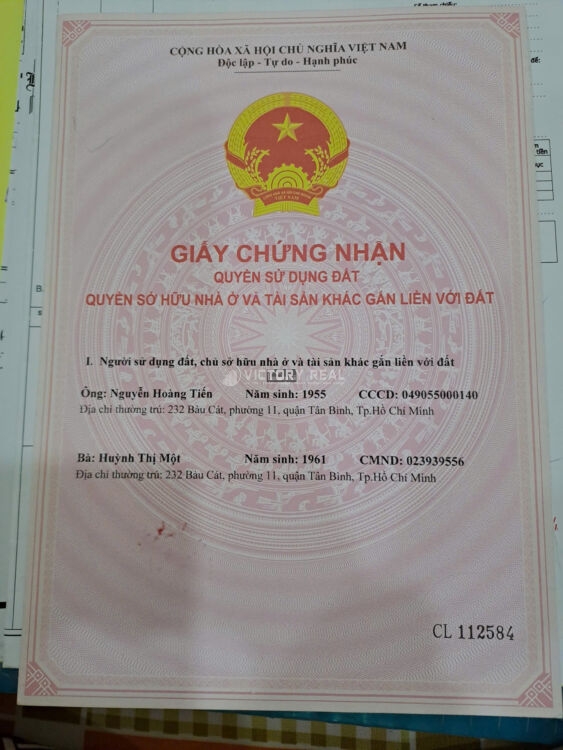 CỘNG HÒA XÃ HỘI CHỦ NGHĨA VIỆT NAM
Độc lập - Tự do - Hạnh phúc
VIỆT NAM
GIẤY CHỨNG NHẬN
QUYỀN SỬ DỤNG ĐẤT
QUYỀN SỞ HỮU NHÀ Ở VÀ TÀI SẢN KHÁC GẮN LIỀN VỚI ĐẤT
I. Người sử dụng đất, chủ sở hữu nhà ở và tài sản khác gắn liền với đất
VICTORY REAL
Ông: Nguyễn Hoàng Tiến Năm sinh: 1955 CCCD: 049055000140
Địa chỉ thường trú: 232 Bàu Cát, phường 11, quận Tân Bình, Tp.Hồ Chí Minh
Bà: Huỳnh Thị Một Năm sinh: 1961 CMND: 023939556
Địa chỉ thường trú: 232 Bàu Cát, phường 11, quận Tân Bình, Tp.Hồ Chí Minh
CL 112584